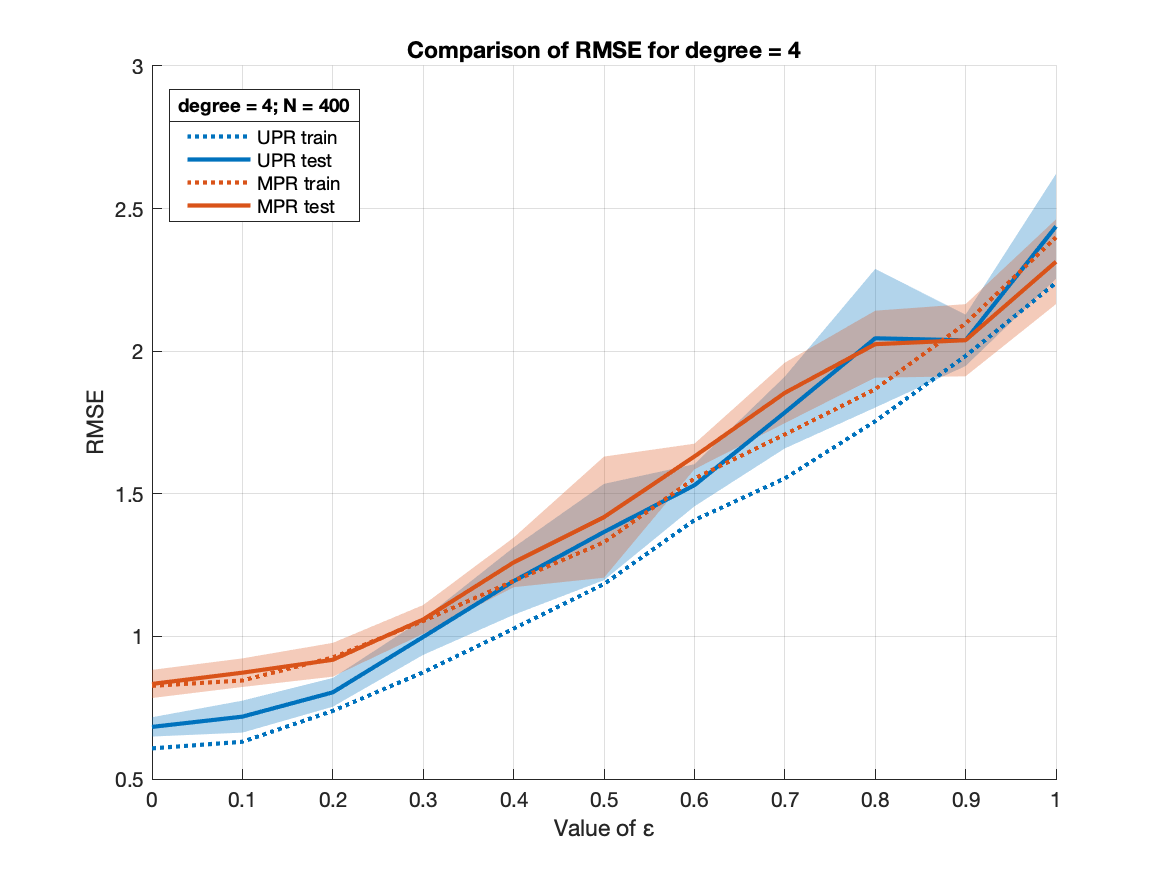 Comparison of RMSE for degree = 4
degree = 4; N = 400
UPR train
UPR test
MPR train
MPR test
3
2.5
2
1.5
1
0.5
RMSE
0 0.1 0.2 0.3 0.4 0.5 0.6 0.7 0.8 0.9 1
Value of ε